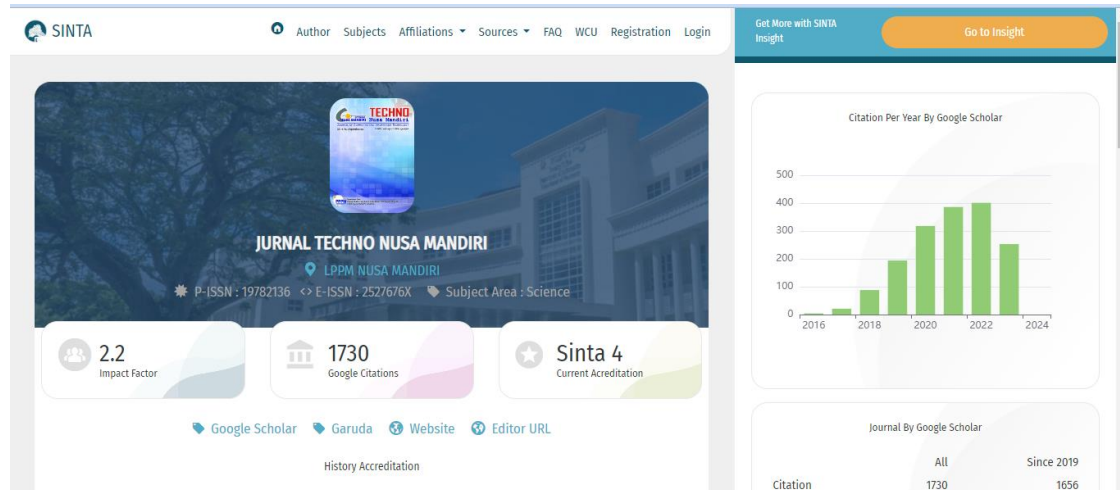 SINTA
Author Subjects Affiliations Sources FAQ WCU Registration Login
Get More with SINTA
Insight
Go to Insight
TECHNO
Nusa Mandiri
JURNAL TECHNO NUSA MANDIRI
LPPM NUSA MANDIRI
P-ISSN : 19782136 <> E-ISSN : 2527676X Subject Area : Science
2.2
Impact Factor
1730
Google Citations
Sinta 4
Current Acreditation
Google Scholar Garuda Website Editor URL
History Accreditation
Citation Per Year By Google Scholar
500
400
300
200
100
0
2016 2018 2020 2022 2024
Journal By Google Scholar
All Since 2019
Citation 1730 1656